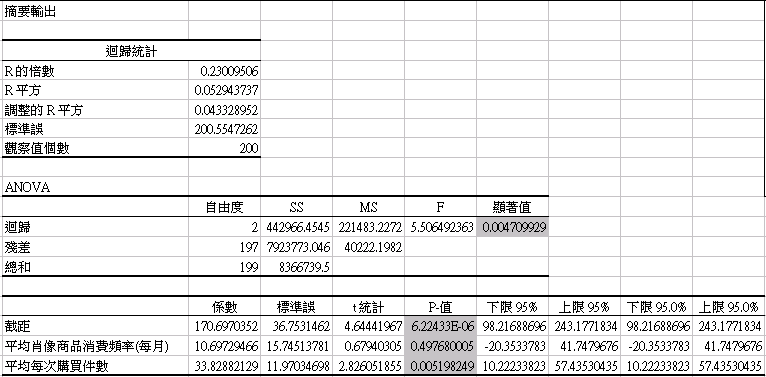 摘要輸出
迴歸統計
R 的倍數 0.23009506
R 平方 0.052943737
調整的 R 平方 0.043328952
標準誤 200.5547262
觀察值個數 200
ANOVA
自由度 SS MS F 顯著值
迴歸 2 442966.4545 221483.2272 5.506492363 0.004709929
殘差 197 7923773.046 40222.1982
總和 199 8366739.5
係數 標準誤 t 統計 P-值 下限 95% 上限 95% 下限 95.0% 上限 95.0%
截距 170.6970352 36.7531462 4.64441967 6.22433E-06 98.21688696 243.1771834 98.21688696 243.1771834
平均肖像商品消費頻率(每月) 10.69729466 15.74513781 0.67940305 0.497680005 -20.3533783 41.7479676 -20.3533783 41.7479676
平均每次購買件數 33.82882129 11.97034698 2.826051855 0.005198249 10.22233823 57.43530435 10.22233823 57.43530435